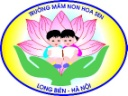 TRƯỜNG MẦM NON HOA SEN
LONG BIÊN - HÀ NỘI